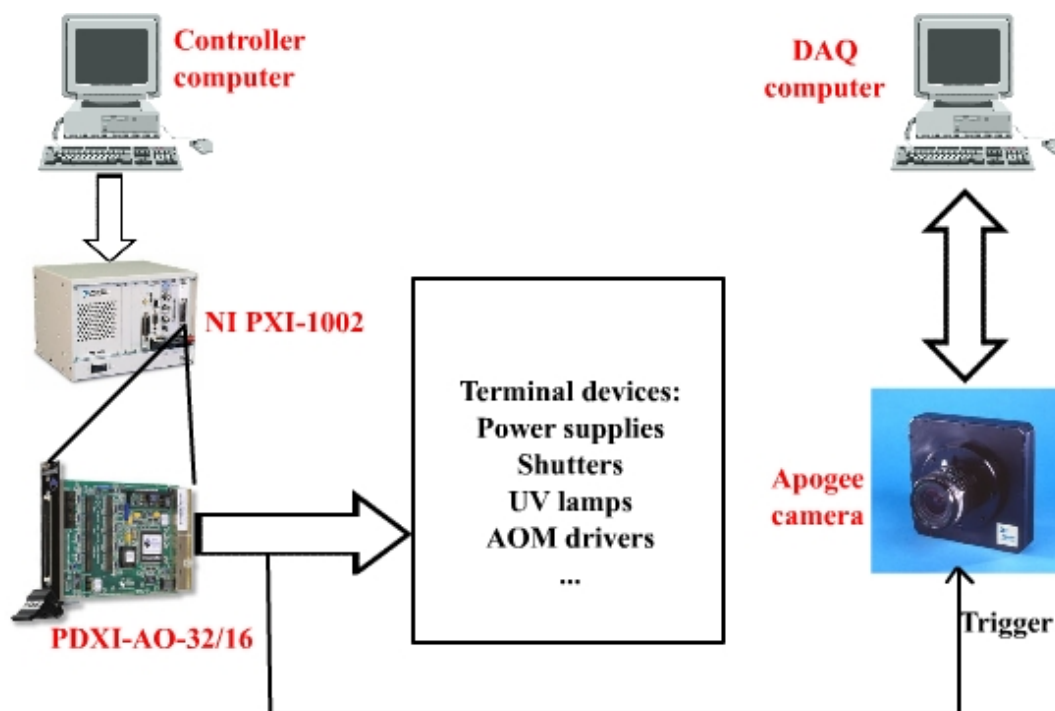 Controller
computer
DAQ
computer
NI PXI-1002
Terminal devices:
Power supplies
Shutters
UV lamps
AOM drivers
...
Apogee
camera
PDXI-AO-32/16
Trigger